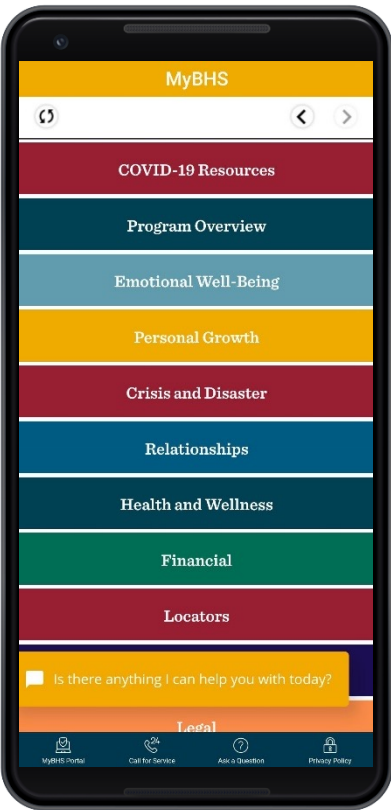 MyBHS
COVID-19 Resources
Program Overview
Emotional Well-Being
Personal Growth
Crisis and Disaster
Relationships
Health and Wellness
Financial
Locators
Is there anything I can help you with today?
Legal
MyBHS Portal
24
Call for Service
Ask a Question
Privacy Policy